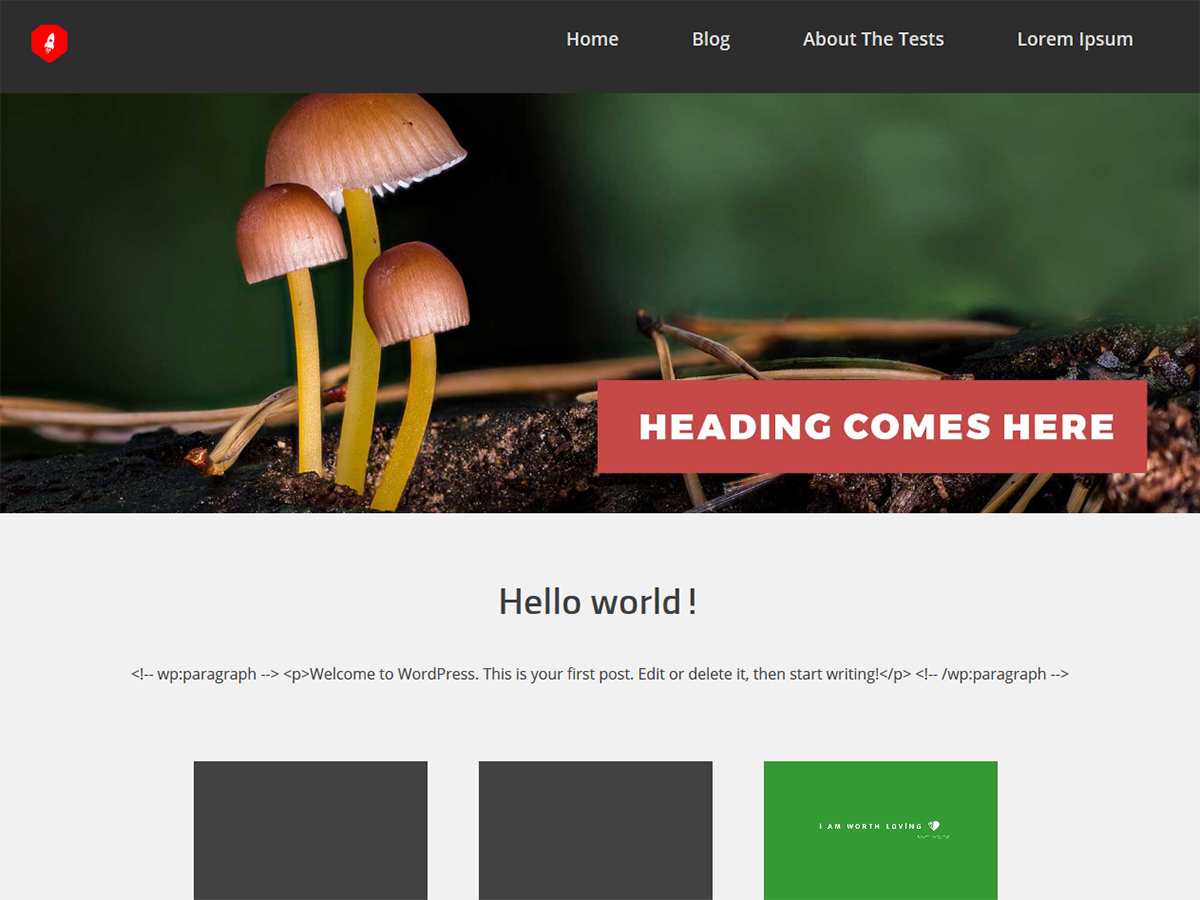 Home Blog About The Tests Lorem Ipsum
HEADING COMES HERE
Hello world!
<!-- wp:paragraph --> <p>Welcome to WordPress. This is your first post. Edit or delete it, then start writing!</p> <!-- /wp:paragraph -->
I AM WORTH LOVING